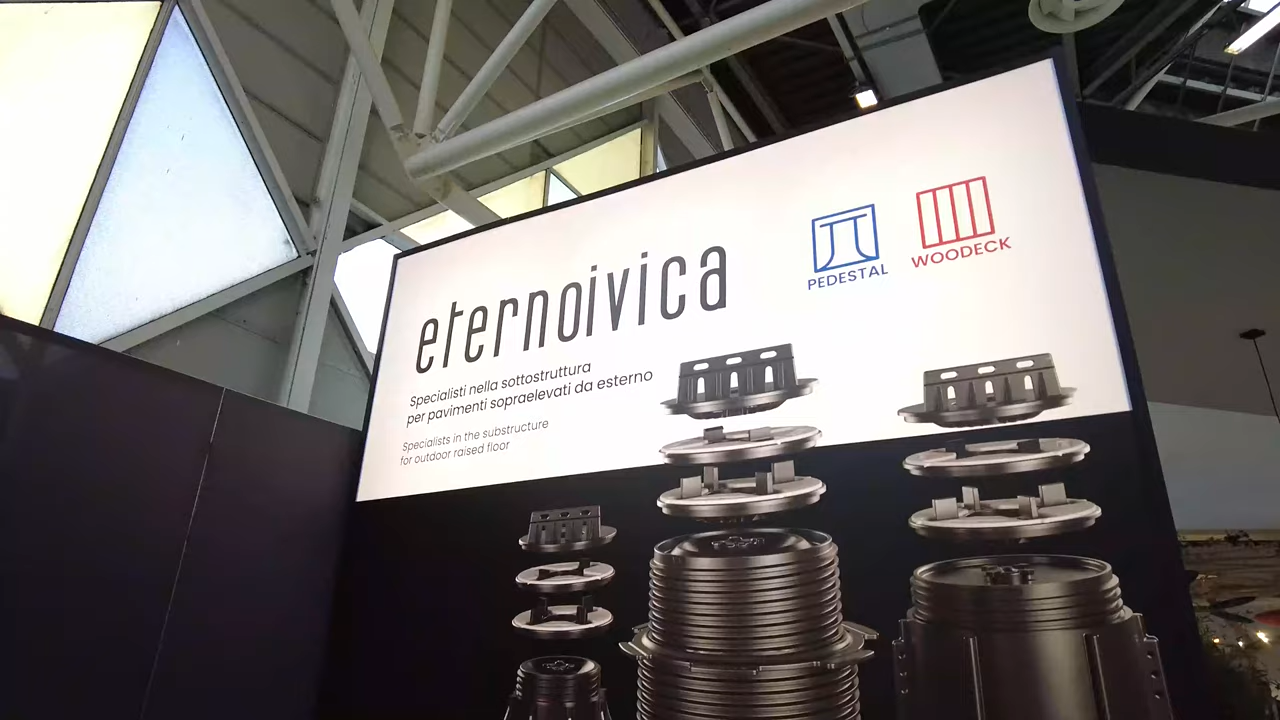 eternoivica
Specialisti nella sottostruttura
per pavimenti sopraelevati da esterno
Specialists in the substructure
for outdoor raised floor
PEDESTAL
WOODECK